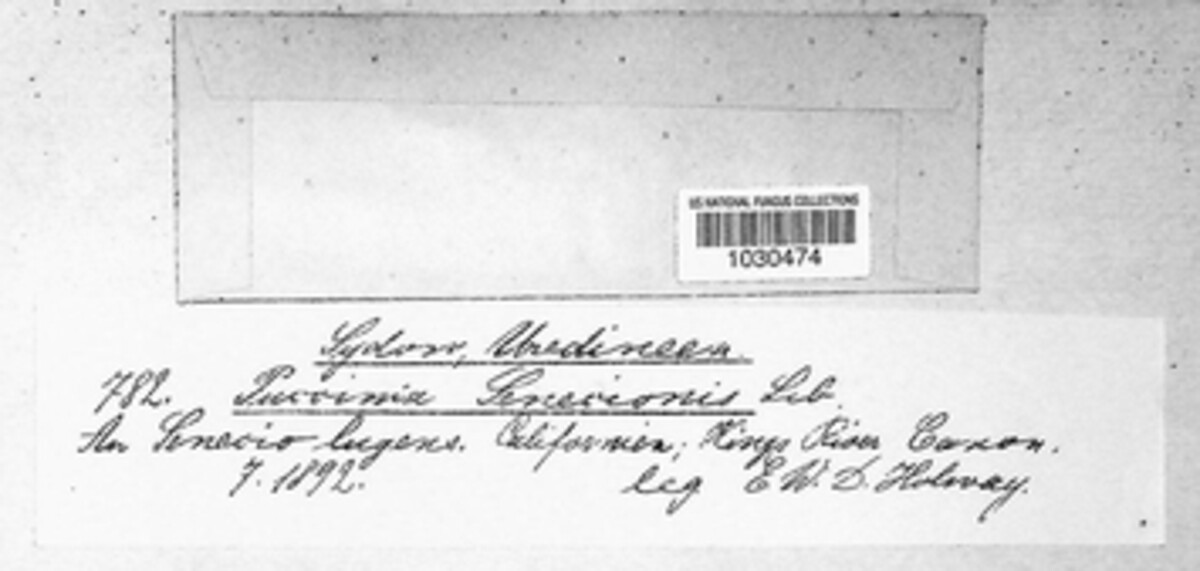 US NATIONAL FUNGUS COLLECTIONS
1030474
Sydow, Uredineen.
782. Puccinia Senecionis Lib.
An Senecio lugens. Californien; Kings River Canon.
7. 1892. leg E. W. D. Holway.